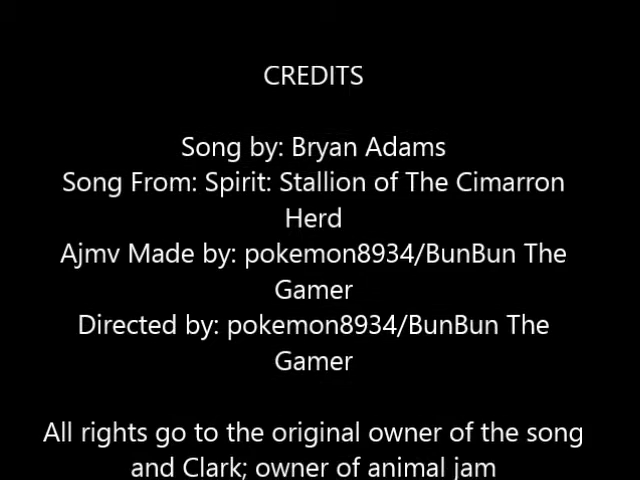 CREDITS
Song by: Bryan Adams
Song From: Spirit: Stallion of The Cimarron
Herd
Ajmv Made by: pokemon8934/BunBun The
Gamer
Directed by: pokemon8934/BunBun The
Gamer
All rights go to the original owner of the song
and Clark; owner of animal jam